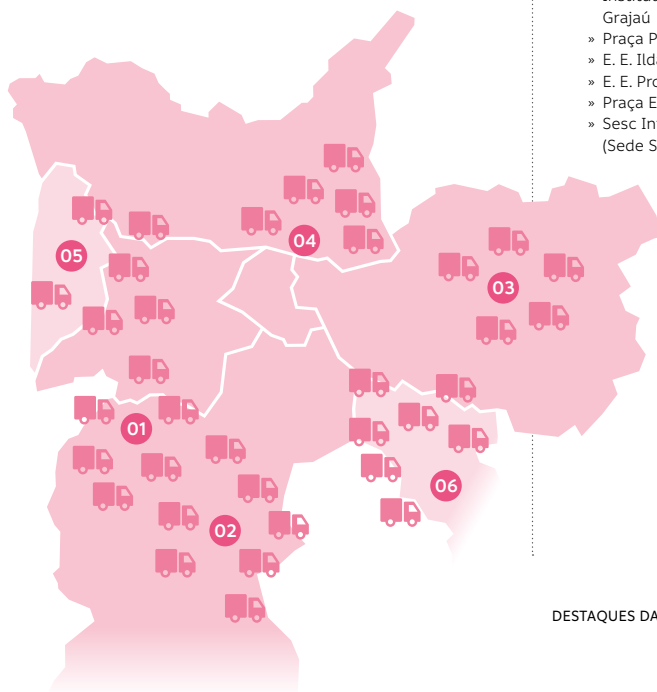 Grajaú
» Praça P
» E. E. Ild
» E. E. Pro
» Praça E
» Sesc In
(Sede S
04
05
03
01
06
02
DESTAQUES DA